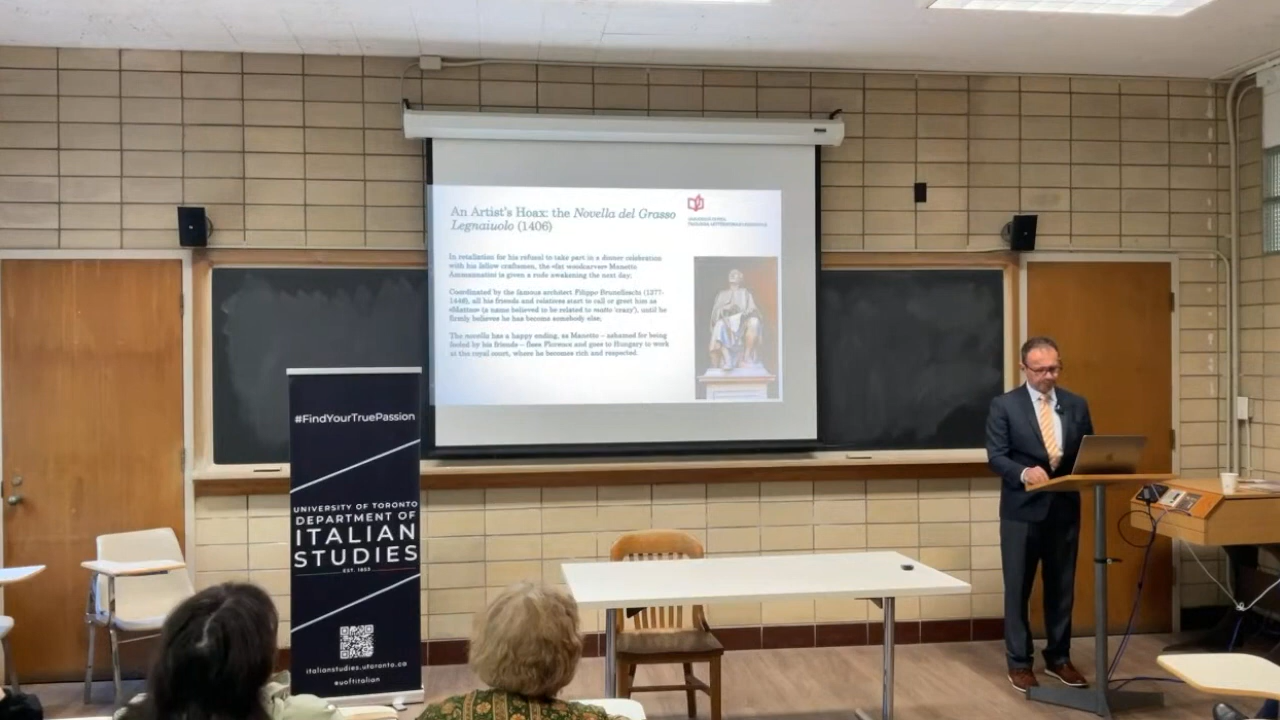 An Artist's Hoax: the Novella del Grasso
Legnaiuolo (1406)
In retaliation for his refusal to take part in a dinner celebration
with his fellow craftsmen, the «fat woodcarver» Manetto
Ammannatini is given a rude awakening the next day:
Coordinated by the famous architect Filippo Brunelleschi (1377-
1446), all his friends and relatives start to call or greet him as
«Matteo» (a name believed to be related to matto 'crazy'), until he
firmly believes he has become somebody else;
The novella has a happy ending, as Manetto – ashamed for being
fooled by his friends – flees Florence and goes to Hungary to work
at the royal court, where he becomes rich and respected.
#FindYourTruePassion
UNIVERSITY OF TORONTO
DEPARTMENT OF
ITALIAN
STUDIES
EST. 1853
italianstudies.utoronto.ca
@uoftitalian